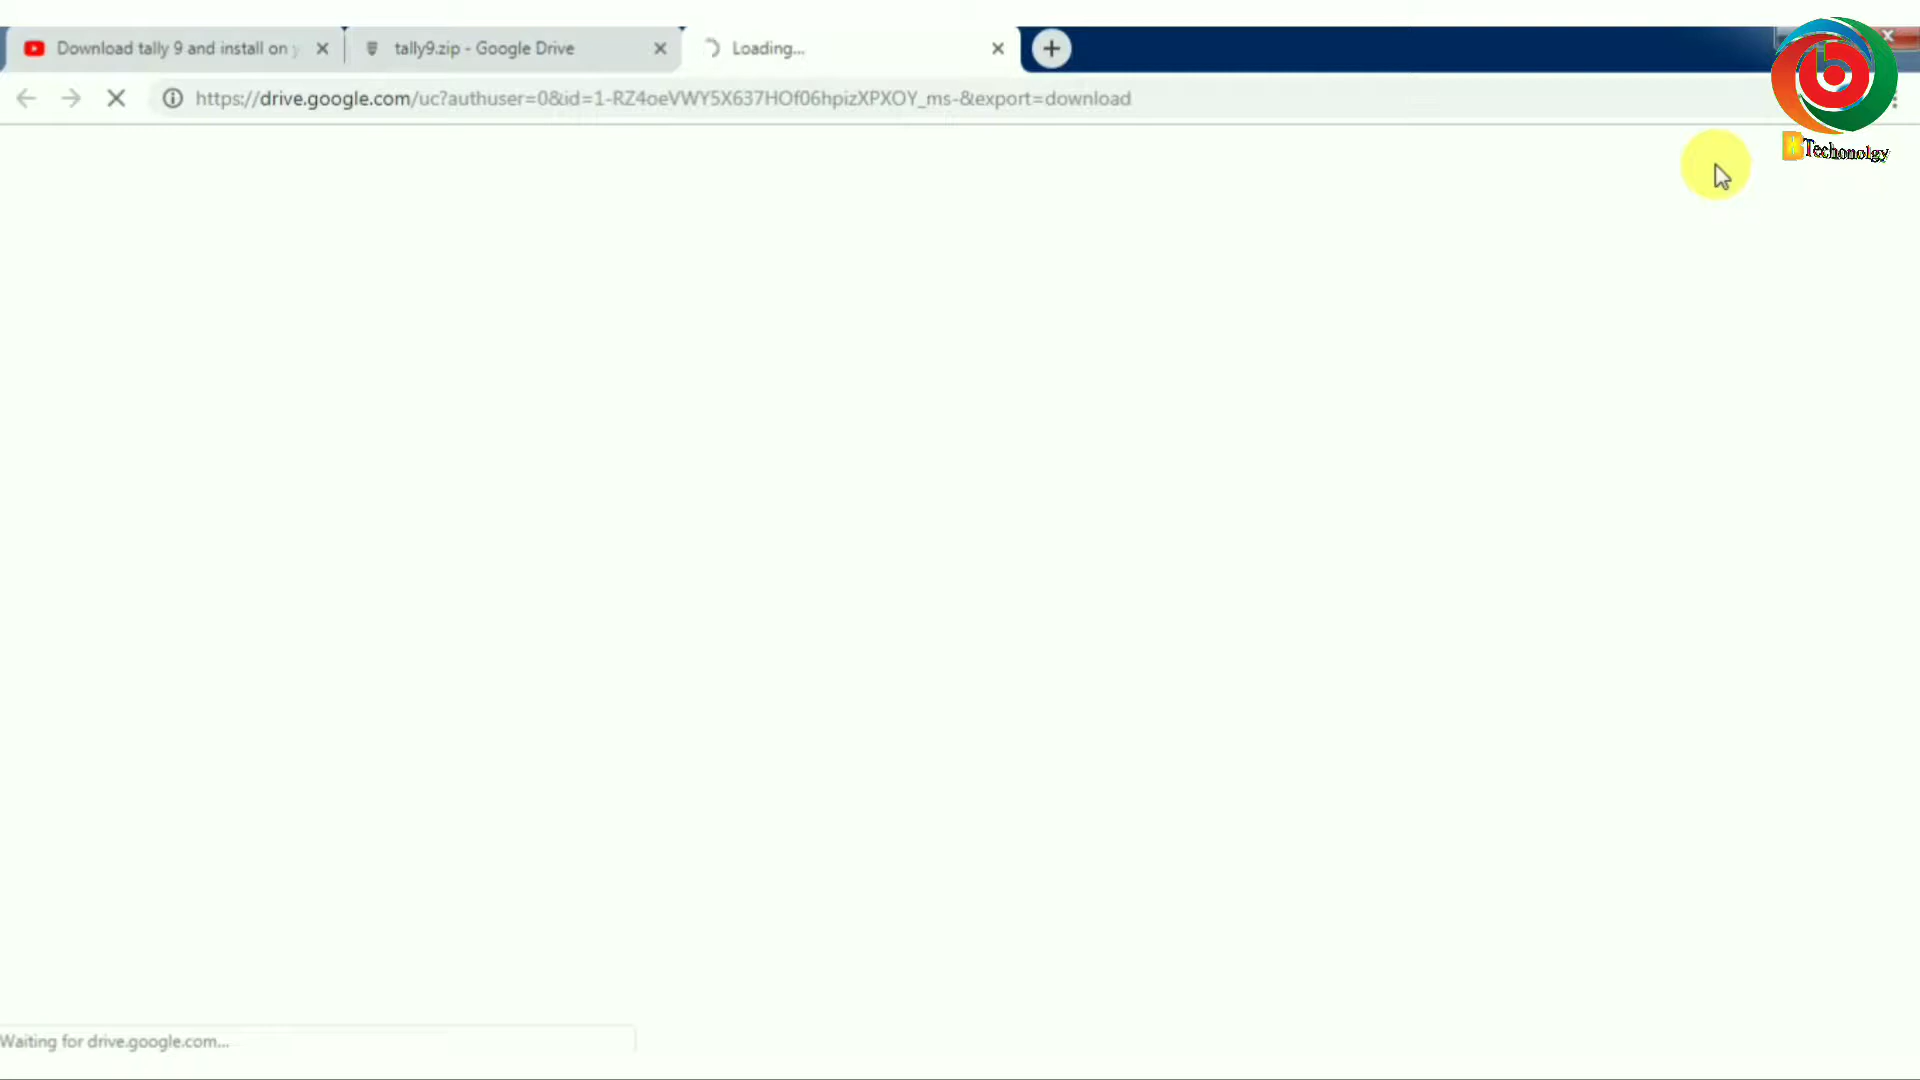 Download tally 9 and install on y
tally9.zip - Google Drive
Loading...
https://drive.google.com/uc?authuser=0&id=1-RZ4oeVWY5X637HOf06hpizXPXOY_ms-&export=download
b
Techonolgy
Waiting for drive.google.com...